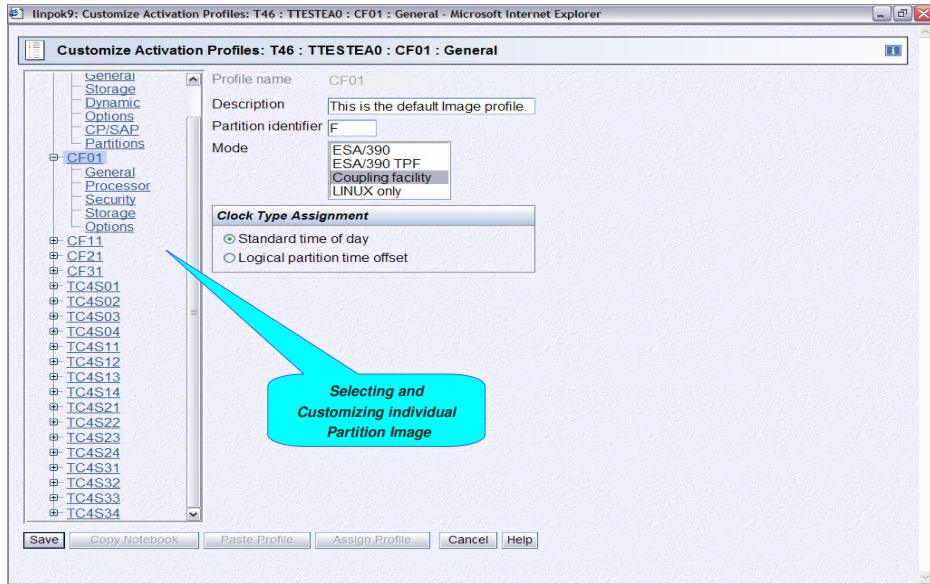 linpok9: Customize Activation Profiles: T46 : TTESTEA0 : CF01 : General - Microsoft Internet Explorer
Customize Activation Profiles: T46 : TTESTEA0 : CF01 : General
i
General
Storage
Dynamic
Options
CP/SAP
Partitions
CF01
General
Processor
Security
Storage
Options
CF11
CF21
CF31
TC4S01
TC4S02
TC4S03
TC4S04
TC4S11
TC4S12
TC4S13
TC4S14
TC4S21
TC4S22
TC4S23
TC4S24
TC4S31
TC4S32
TC4S33
TC4S34
Profile name CF01
Description This is the default Image profile.
Partition identifier F
Mode
ESA/390
ESA/390 TPF
Coupling facility
LINUX only
Clock Type Assignment
Standard time of day
Logical partition time offset
Selecting and
Customizing individual
Partition Image
Save Copy Notebook Paste Profile Assign Profile Cancel Help